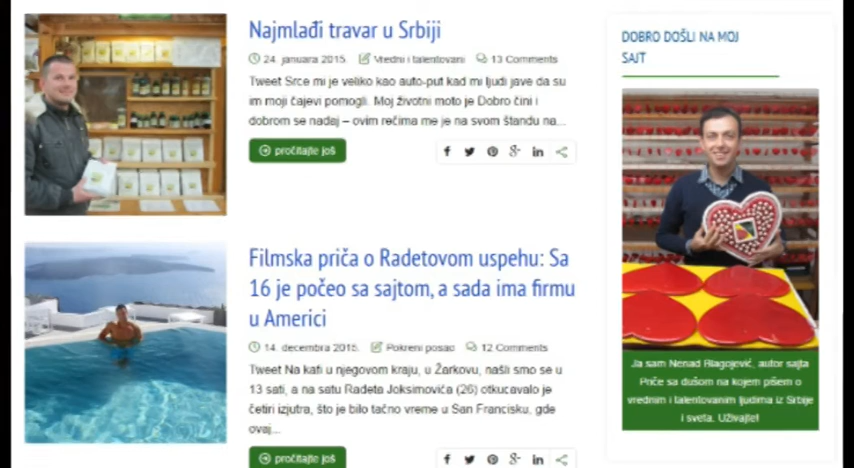 Najmlađi travar u Srbiji
24. januara 2015. Vredni i talentovani 13 Comments
Tweet Srce mi je veliko kao auto-put kad mi ljudi jave da su
im moji čajevi pomogli. Moj životni moto je Dobro čini i
dobrom se nadaj – ovim rečima me je na svom štandu na...
pročitajte još
Filmska priča o Radetovom uspehu: Sa
16 je počeo sa sajtom, a sada ima firmu
u Americi
14. decembra 2015. Pokreni posao 12 Comments
Tweet Na kafi u njegovom kraju, u Žarkovu, našli smo se u
13 sati, a na satu Radeta Joksimovića (26) otkucavalo je
četiri izjutra, što je bilo tačno vreme u San Francisku, gde
ovaj...
pročitajte još
DOBRO DOŠLI NA MOJ
SAJT
Ja sam Nenad Blagojević, autor sajta
Priče sa dušom na kojem pišem o
vrednim i talentovanim ljudima iz Srbije
i sveta. Uživajte!